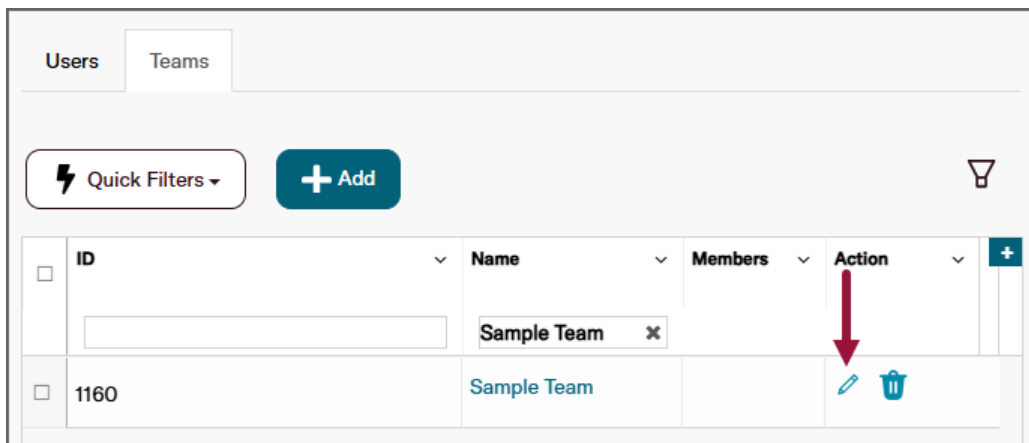 Users Teams
Quick Filters Add
ID Name Members Action
Sample Team
1160 Sample Team